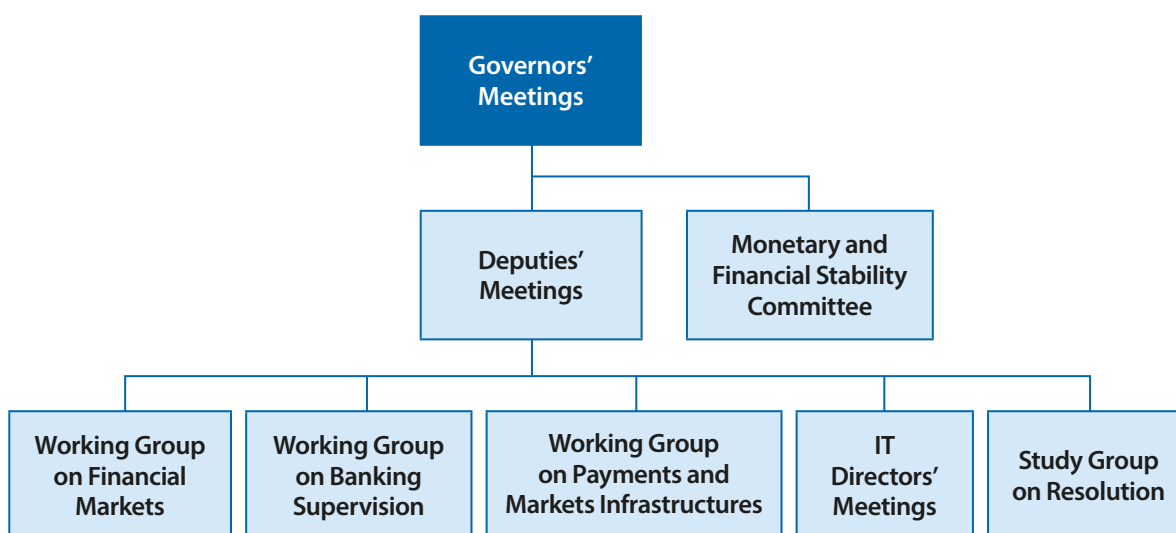 Governors’
Meetings
Deputies’
Meetings
Monetary and
Financial Stability
Committee
Working Group
on Financial
Markets
Working Group
on Banking
Supervision
Working Group
on Payments and
Markets Infrastructures
IT
Directors’
Meetings
Study Group
on Resolution